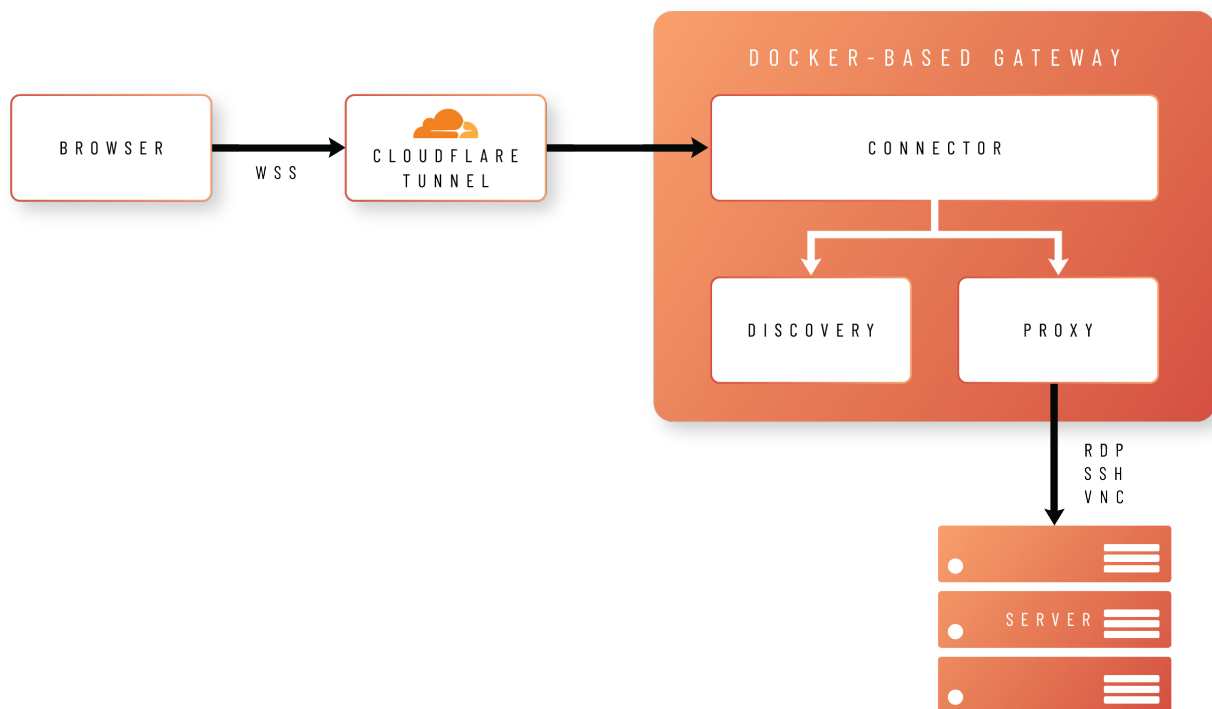 DOCKER-BASED GATEWAY
BROWSER
WSS
CLOUDFLARE
TUNNEL
CONNECTOR
DISCOVERY
PROXY
RDP
SSH
VNC
SERVER